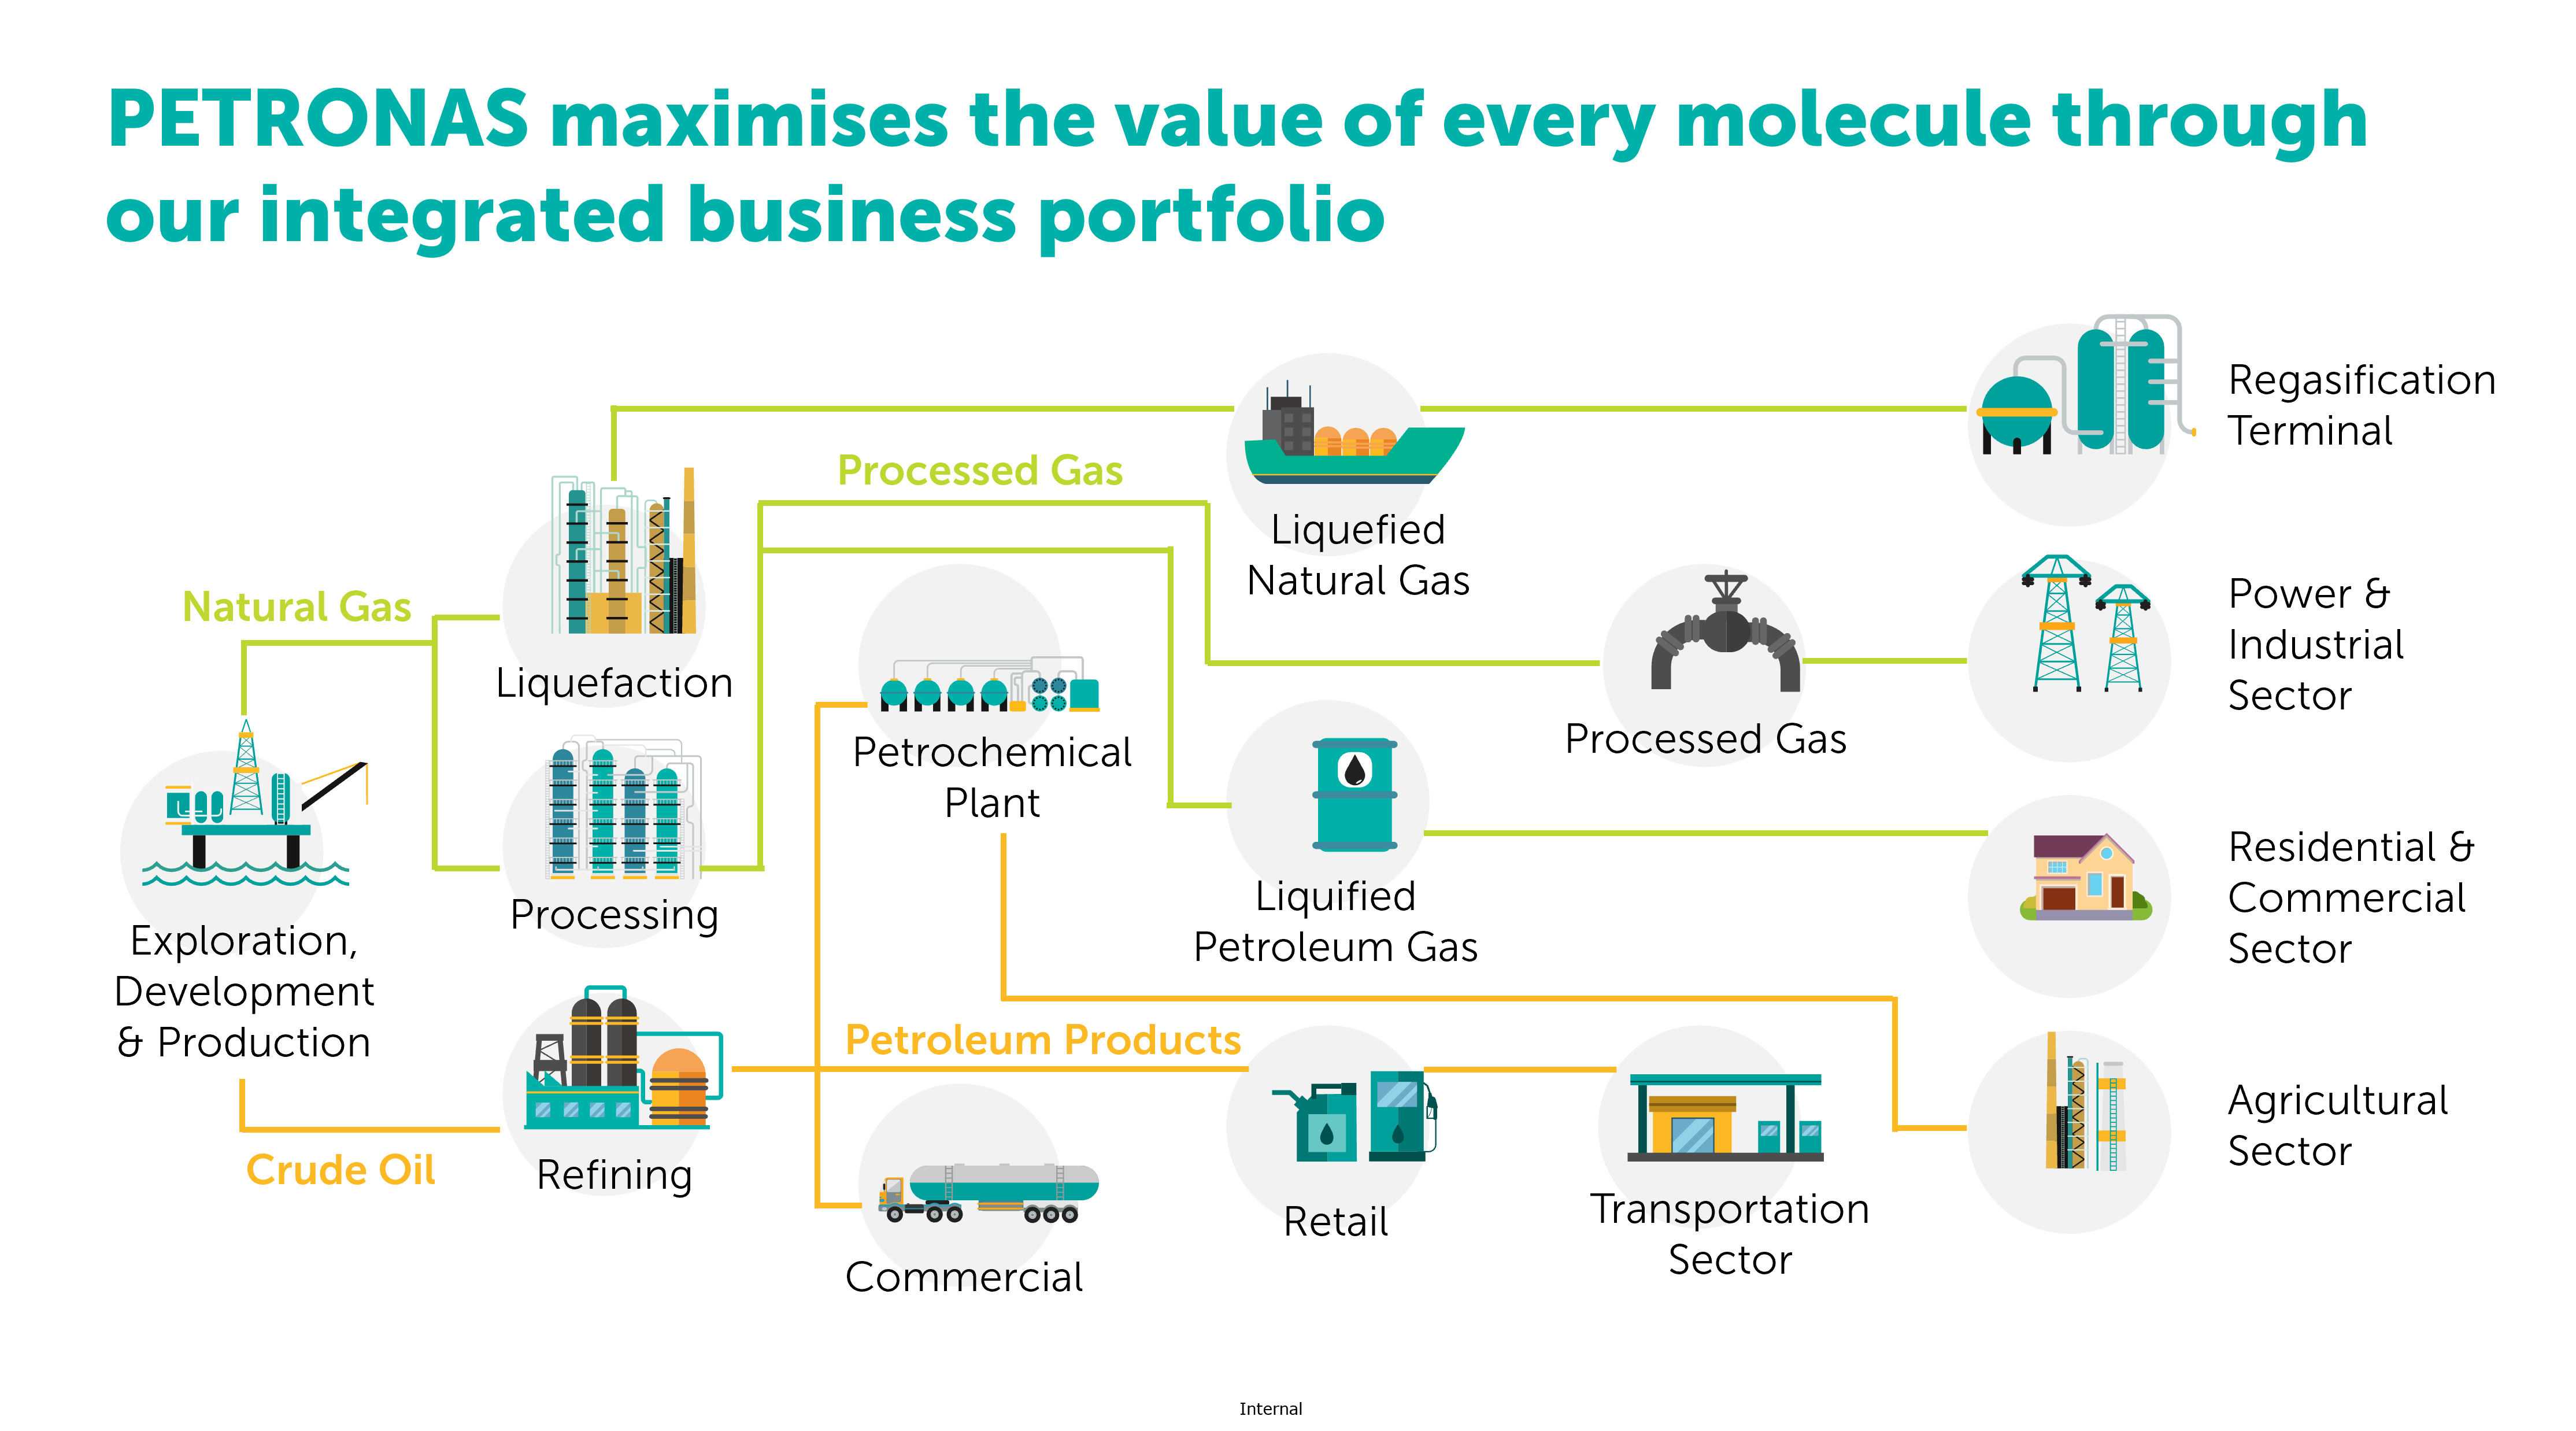 PETRONAS maximises the value of every molecule through
our integrated business portfolio
Natural Gas
Exploration,
Development
& Production
Crude Oil
Liquefaction
Processing
Refining
Processed Gas
Petrochemical
Plant
Petroleum Products
Commercial
Liquefied
Natural Gas
Liquified
Petroleum Gas
Retail
Processed Gas
Transportation
Sector
Regasification
Terminal
Power &
Industrial
Sector
Residential &
Commercial
Sector
Agricultural
Sector
Internal